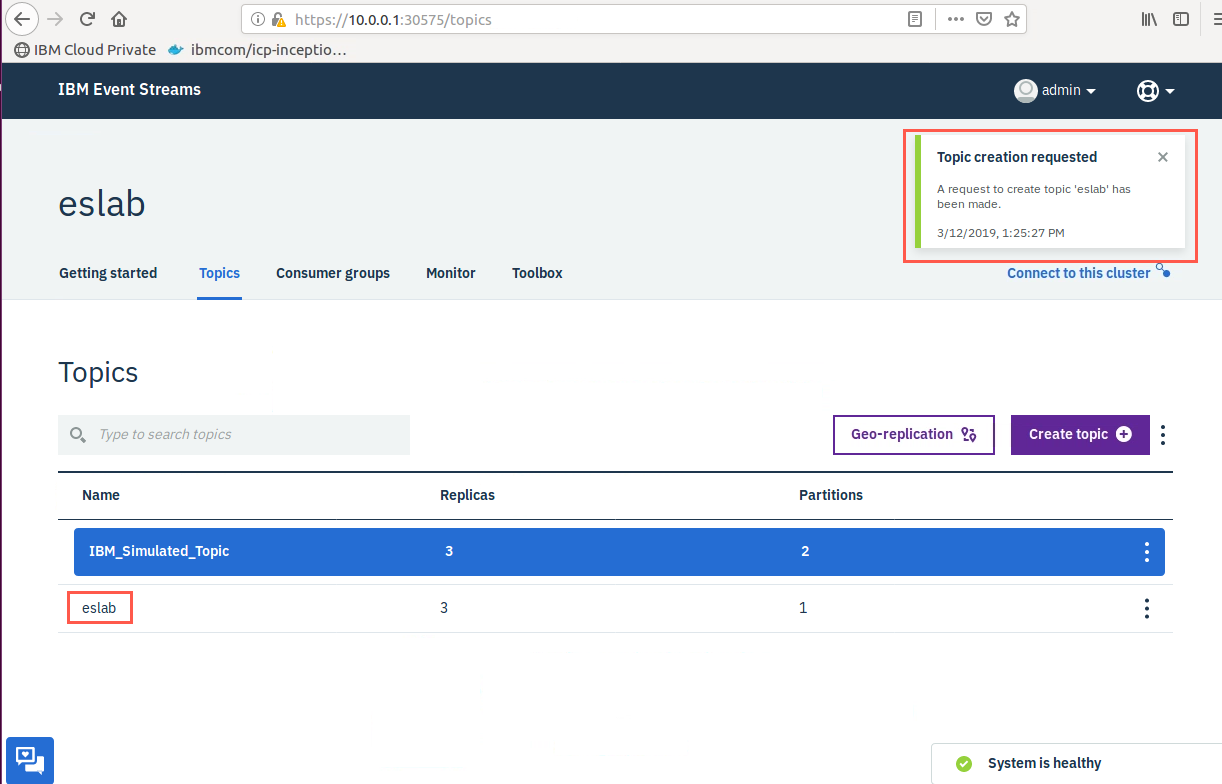 https://10.0.0.1:30575/topics
IBM Cloud Private ibmcom/icp-inceptio...
IBM Event Streams
admin
Topic creation requested
A request to create topic 'eslab' has
been made.
3/12/2019, 1:25:27 PM
eslab
Getting started Topics Consumer groups Monitor Toolbox Connect to this cluster
Topics
Type to search topics Geo-replication Create topic
Name Replicas Partitions
IBM_Simulated_Topic 3 2
eslab 3 1
System is healthy